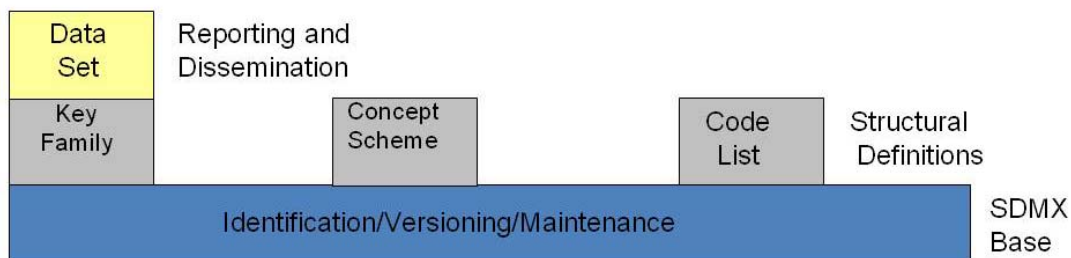 Data
Set
Reporting and
Dissemination
Key
Family
Concept
Scheme
Code
List
Structural
Definitions
Identification/Versioning/Maintenance
SDMX
Base